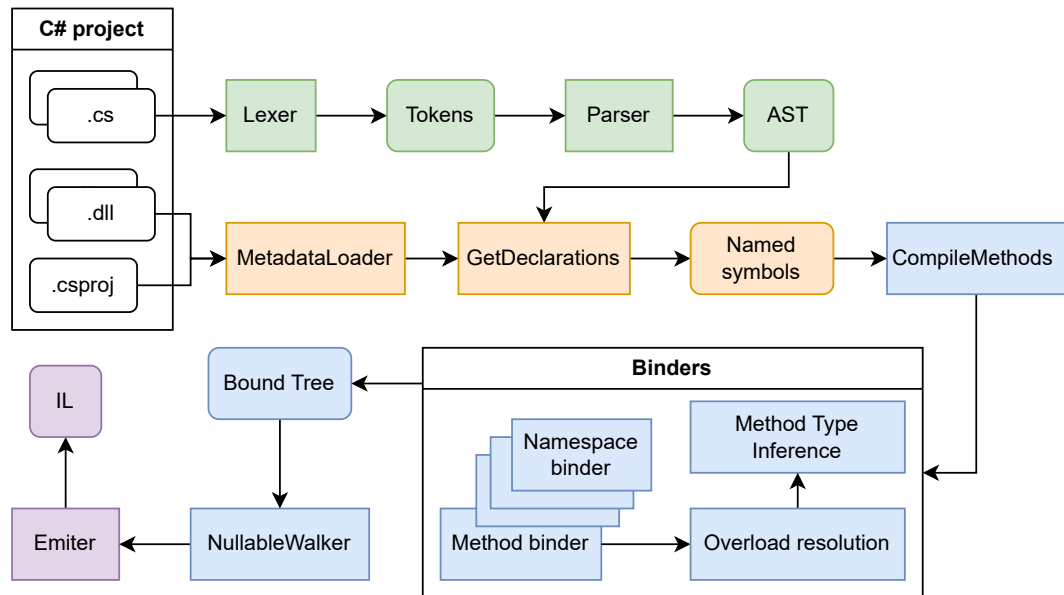 C# project
.cs
Lexer
Tokens
Parser
AST
.dll
.csproj
MetadataLoader
GetDeclarations
Named
symbols
CompileMethods
IL
Bound Tree
Binders
Namespace
binder
Method Type
Inference
Emiter
NullableWalker
Method binder
Overload resolution